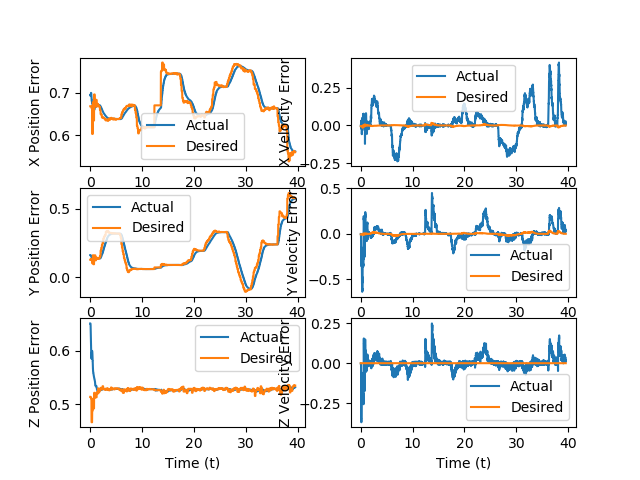 X Position Error
0.7
0.6
0 10 20 30 40
Actual
Desired
X Velocity Error
0.25
0.00
−0.25
0 10 20 30 40
Actual
Desired
Y Position Error
0.5
0.0
0 10 20 30 40
Actual
Desired
Y Velocity Error
0.5
0.0
−0.5
0 10 20 30 40
Actual
Desired
Z Position Error
0.6
0.5
0 10 20 30 40
Time (t)
Actual
Desired
Z Velocity Error
0.25
0.00
−0.25
0 10 20 30 40
Time (t)
Actual
Desired